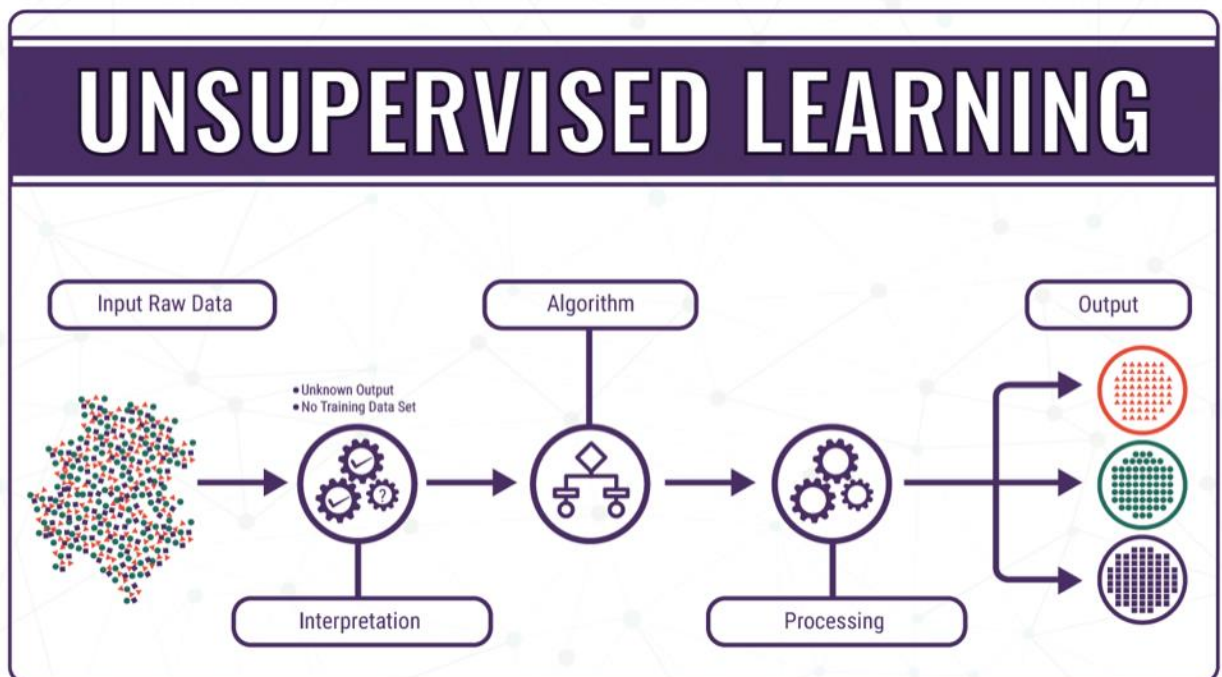 UNSUPERVISED LEARNING
Input Raw Data
Algorithm
Output
• Unknown Output
• No Training Data Set
?
Interpretation
Processing